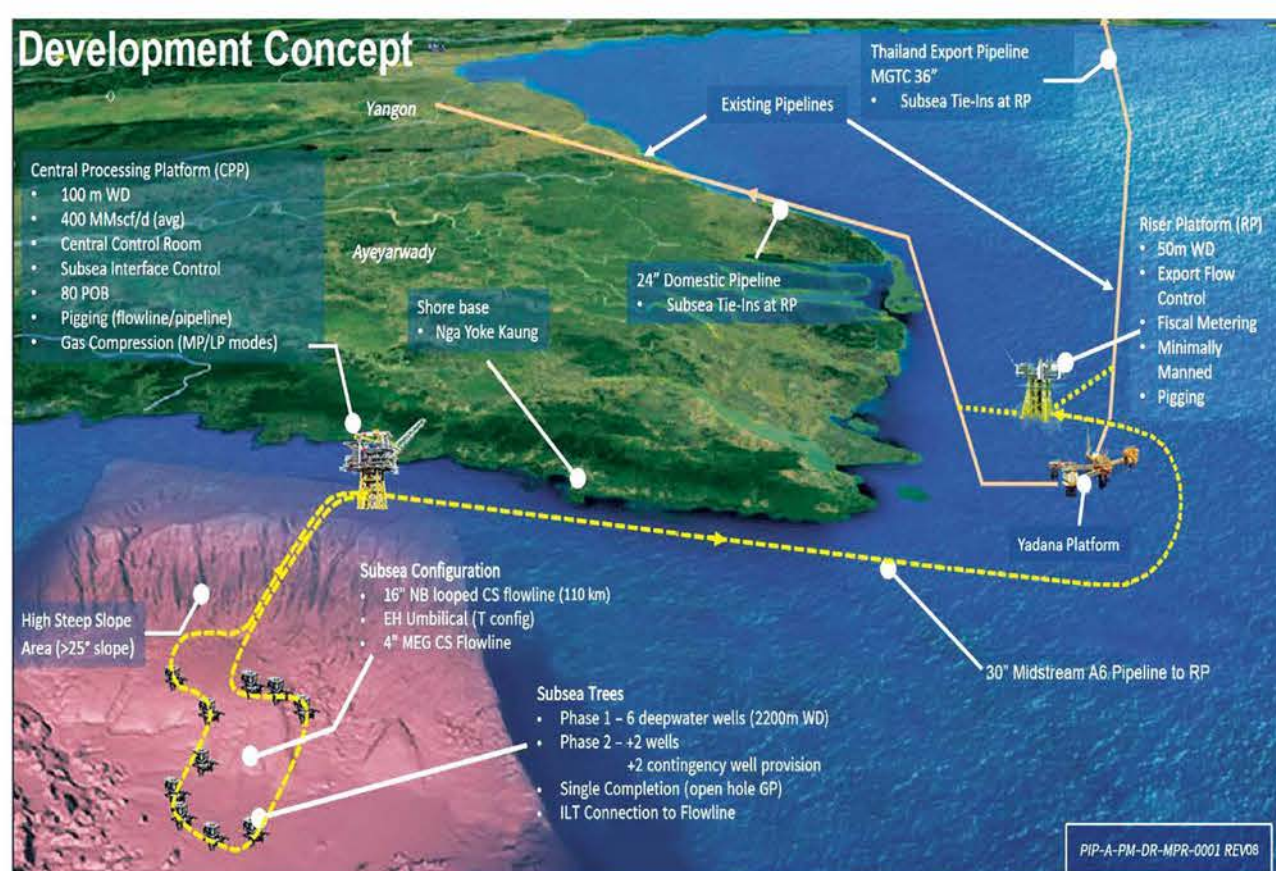 Development Concept
Yangon
Thailand Export Pipeline
MGTC 36"
• Subsea Tie-Ins at RP
Existing Pipelines
Central Processing Platform (CPP)
• 100 m WD
• 400 MMscf/d (avg)
• Central Control Room
• Subsea Interface Control
• 80 POB
• Pigging (flowline/pipeline)
• Gas Compression (MP/LP modes)
Ayeyarwady
Shore base
• Nga Yoke Kaung
24" Domestic Pipeline
• Subsea Tie-Ins at RP
Riser Platform (RP)
• 50m WD
• Export Flow
Control
• Fiscal Metering
• Minimally
Manned
• Pigging
Yadana Platform
High Steep Slope
Area (>25° slope)
Subsea Configuration
• 16" NB looped CS flowline (110 km)
• EH Umbilical (T config)
• 4" MEG CS Flowline
30" Midstream A6 Pipeline to RP
Subsea Trees
• Phase 1 – 6 deepwater wells (2200m WD)
• Phase 2 – +2 wells
+2 contingency well provision
• Single Completion (open hole GP)
• ILT Connection to Flowline
PIP-A-PM-DR-MPR-0001 REV08